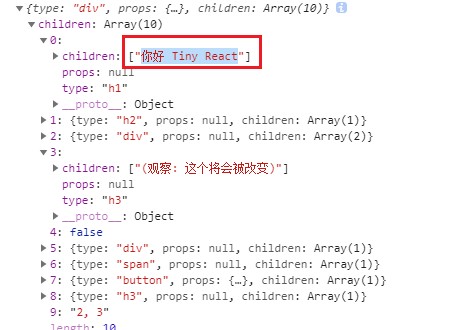 {type: "div", props: {…}, children: Array(10)}
children: Array(10)
0:
children: ["你好 Tiny React"]
props: null
type: "h1"
__proto__: Object
1: {type: "h2", props: null, children: Array(1)}
2: {type: "div", props: null, children: Array(2)}
3:
children: ["(观察: 这个将会被改变)"]
props: null
type: "h3"
__proto__: Object
4: false
5: {type: "div", props: null, children: Array(1)}
6: {type: "span", props: null, children: Array(1)}
7: {type: "button", props: {…}, children: Array(1)}
8: {type: "h3", props: null, children: Array(1)}
9: "2, 3"
length: 10